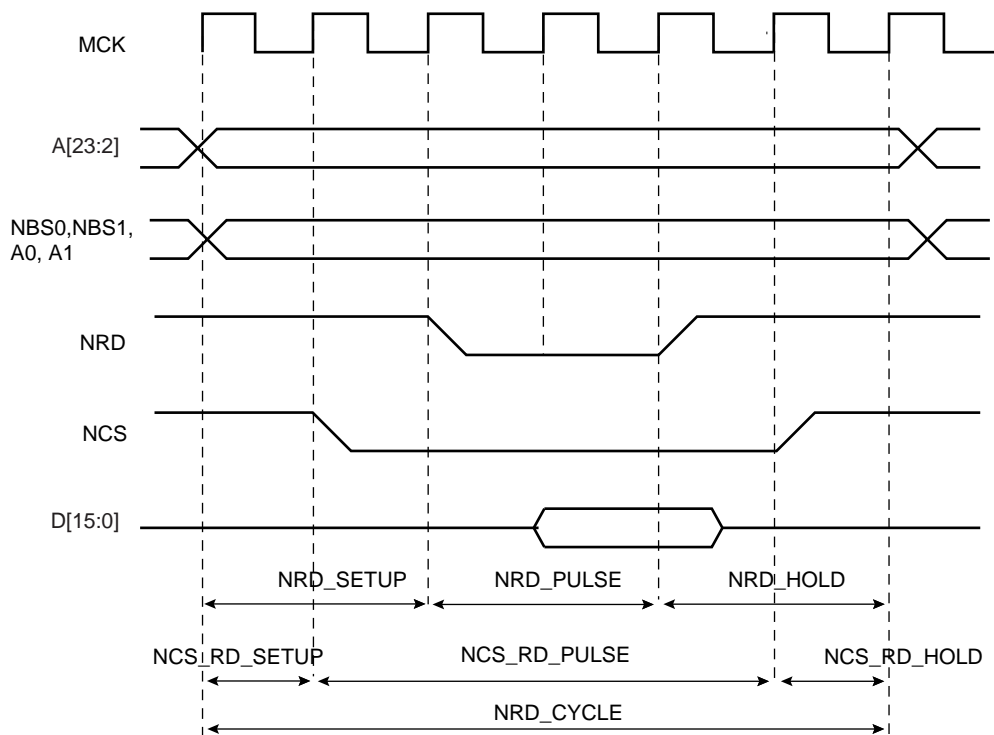 MCK
A[23:2]
NBS0,NBS1,
A0, A1
NRD
NCS
D[15:0]
NRD_SETUP NRD_PULSE NRD_HOLD
NCS_RD_SETUP NCS_RD_PULSE NCS_RD_HOLD
NRD_CYCLE